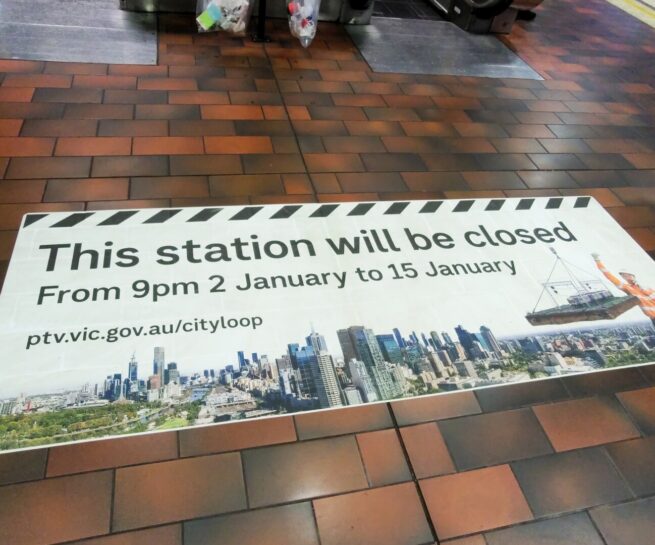 This station will be closed
From 9pm 2 January to 15 January
ptv.vic.gov.au/cityloop